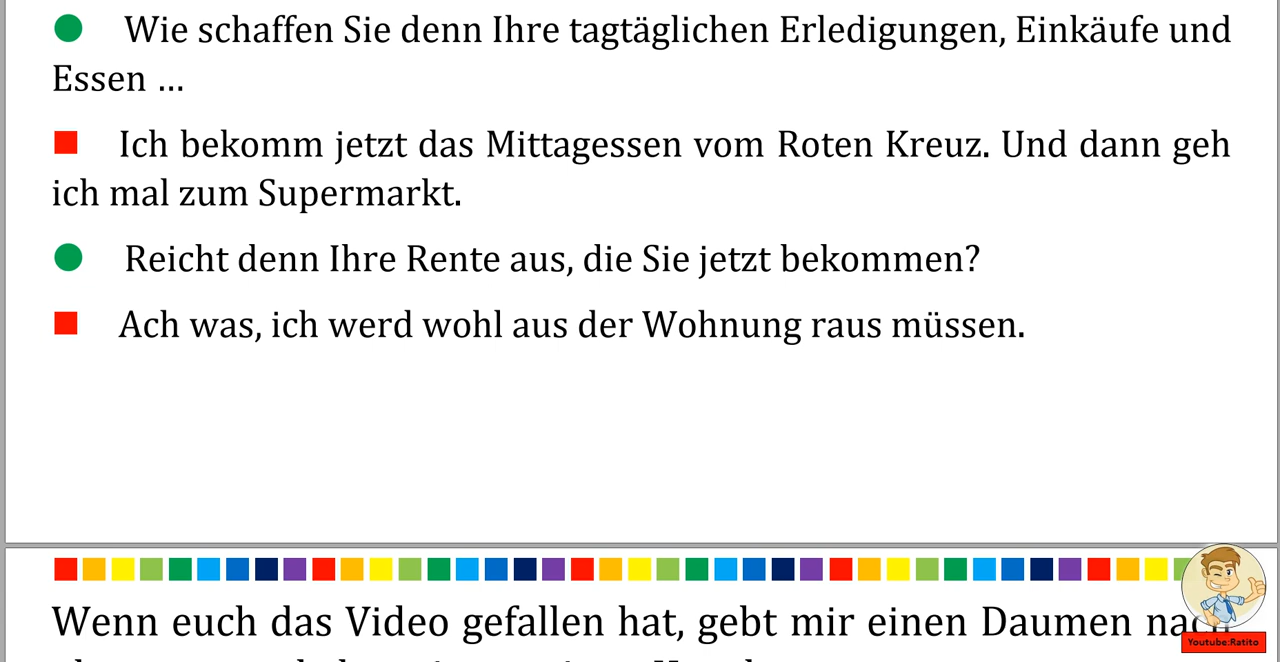 Wie schaffen Sie denn Ihre tagtäglichen Erledigungen, Einkäufe und
Essen ...
Ich bekomm jetzt das Mittagessen vom Roten Kreuz. Und dann geh
ich mal zum Supermarkt.
Reicht denn Ihre Rente aus, die Sie jetzt bekommen?
Ach was, ich werd wohl aus der Wohnung raus müssen.
Wenn euch das Video gefallen hat, gebt mir einen Daumen nach
Youtube:Ratito